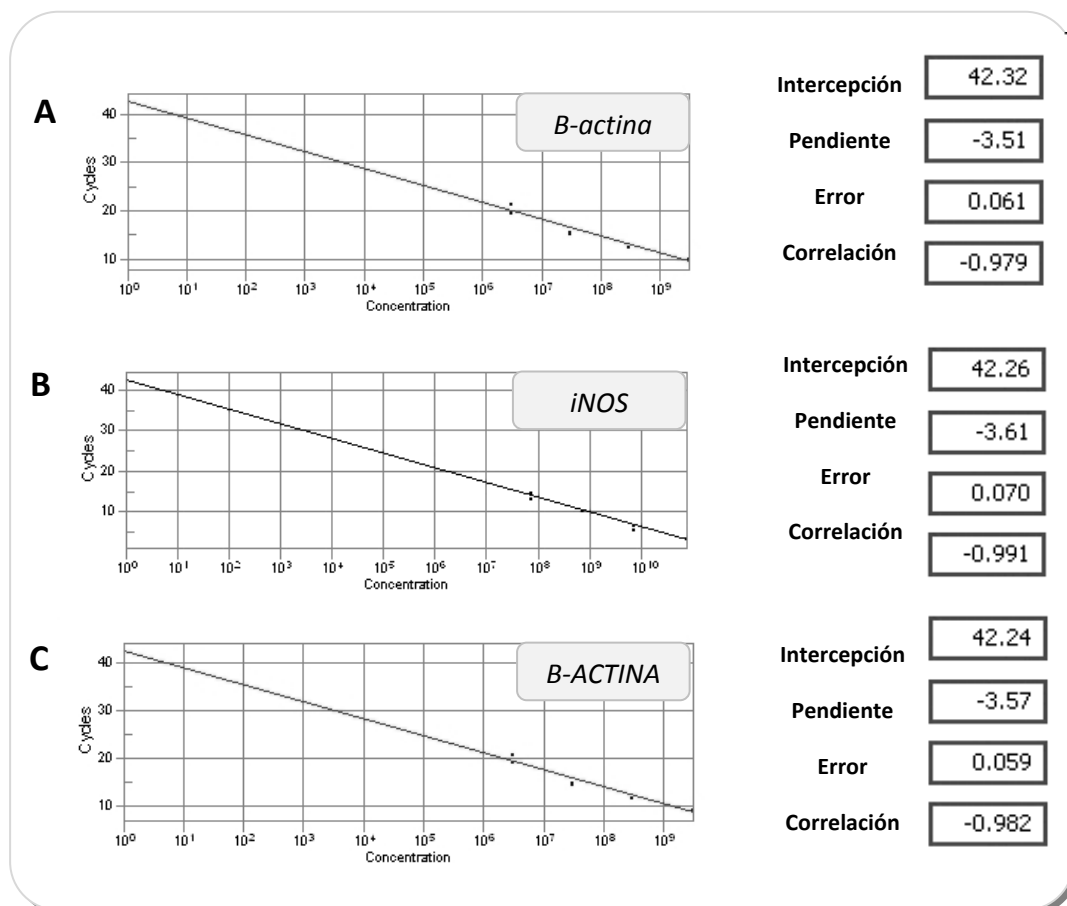 A
B-actina
Cycles
40
30
20
10
10⁰ 10¹ 10² 10³ 10⁴ 10⁵ 10⁶ 10⁷ 10⁸ 10⁹
Concentration
Intercepción 42.32
Pendiente -3.51
Error 0.061
Correlación -0.979
B
iNOS
Cycles
40
30
20
10
10⁰ 10¹ 10² 10³ 10⁴ 10⁵ 10⁶ 10⁷ 10⁸ 10⁹ 10¹⁰
Concentration
Intercepción 42.26
Pendiente -3.61
Error 0.070
Correlación -0.991
C
B-ACTINA
Cycles
40
30
20
10
10⁰ 10¹ 10² 10³ 10⁴ 10⁵ 10⁶ 10⁷ 10⁸ 10⁹
Concentration
Intercepción 42.24
Pendiente -3.57
Error 0.059
Correlación -0.982